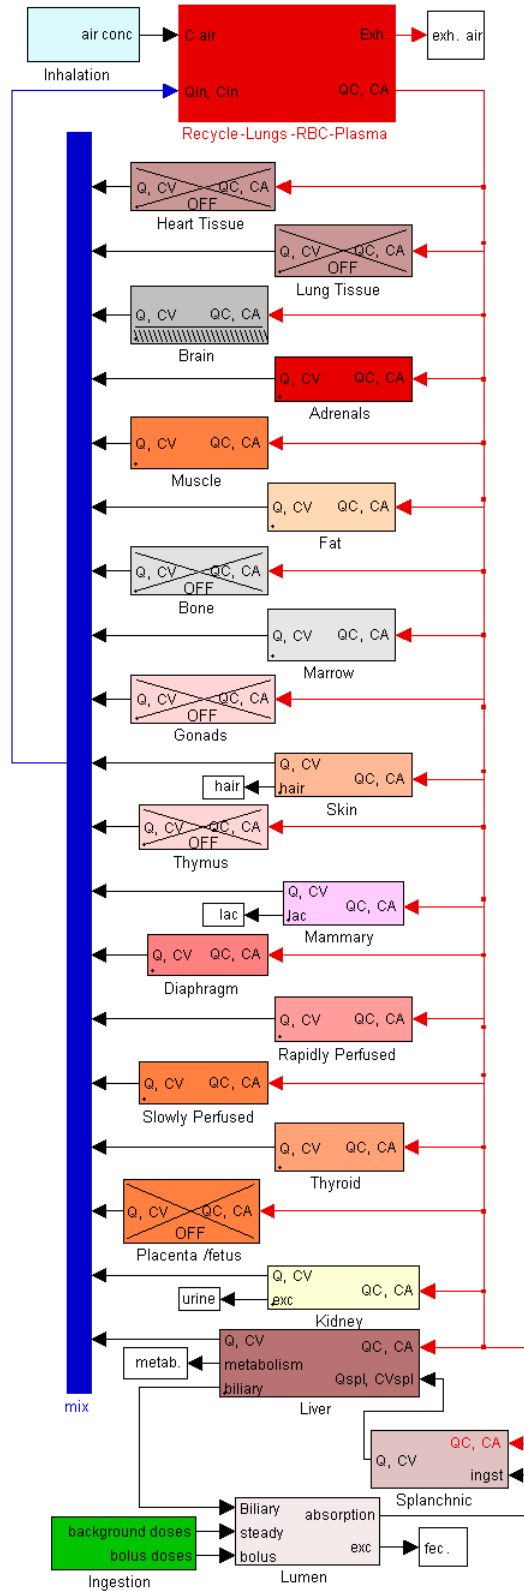 air conc
C air
Exh.
exh. air
Inhalation
Qin, Cin
QC, CA
Recycle-Lungs-RBC-Plasma
Q, CV
QC, CA
OFF
Heart Tissue
Q, CV
QC, CA
OFF
Lung Tissue
Q, CV
QC, CA
Brain
Q, CV
QC, CA
Adrenals
Q, CV
QC, CA
Muscle
Q, CV
QC, CA
Fat
Q, CV
QC, CA
OFF
Bone
Q, CV
QC, CA
Marrow
Q, CV
QC, CA
OFF
Gonads
Q, CV
QC, CA
hair
hair
Skin
Q, CV
QC, CA
OFF
Thymus
Q, CV
QC, CA
lac
lac
Mammary
Q, CV
QC, CA
Diaphragm
Q, CV
QC, CA
Rapidly Perfused
Q, CV
QC, CA
Slowly Perfused
Q, CV
QC, CA
Thyroid
Q, CV
QC, CA
OFF
Placenta /fetus
Q, CV
QC, CA
urine
exc
Kidney
Q, CV
QC, CA
metab.
metabolism
biliary
Qspl, CVspl
Liver
mix
QC, CA
Q, CV
ingst
Splanchnic
Biliary
absorption
background doses
steady
bolus doses
bolus
exc
fec.
Ingestion
Lumen